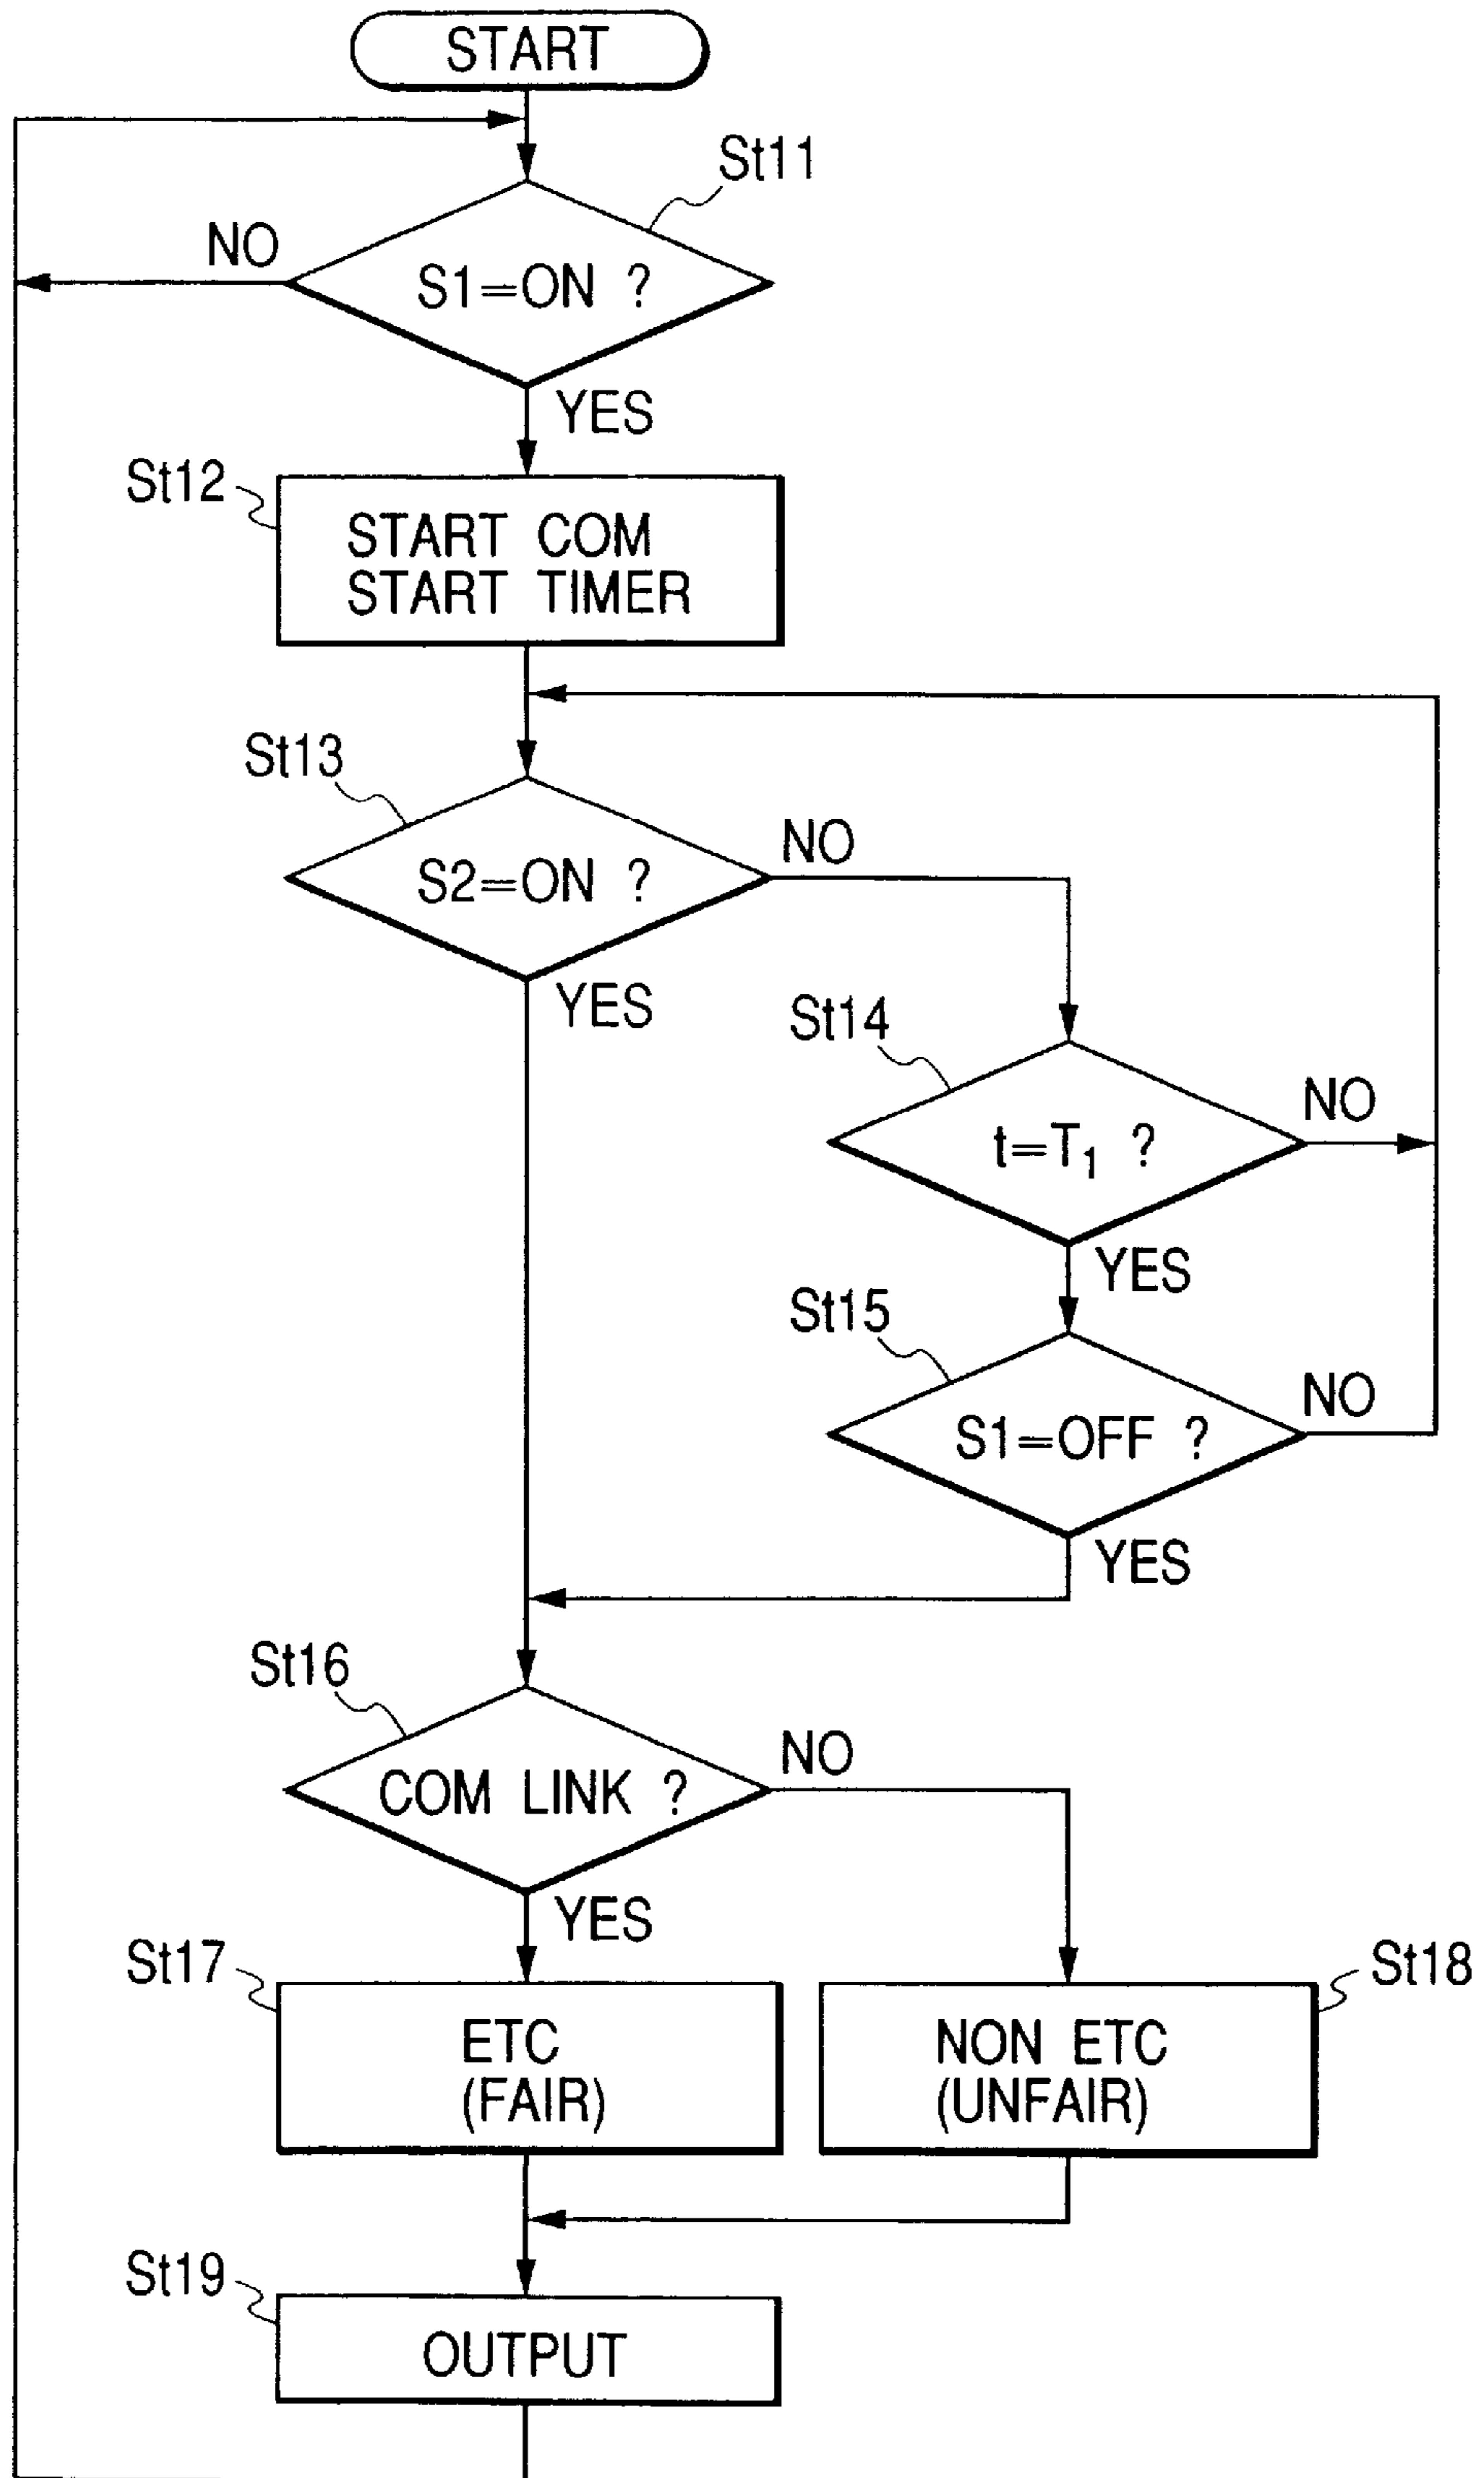 START
St11
NO
S1=ON ?
YES
St12
START COM
START TIMER
St13
NO
S2=ON ?
YES
St14
NO
t=T₁ ?
YES
St15
NO
S1=OFF ?
YES
St16
NO
COM LINK ?
YES
St17
St18
ETC
(FAIR)
NON ETC
(UNFAIR)
St19
OUTPUT